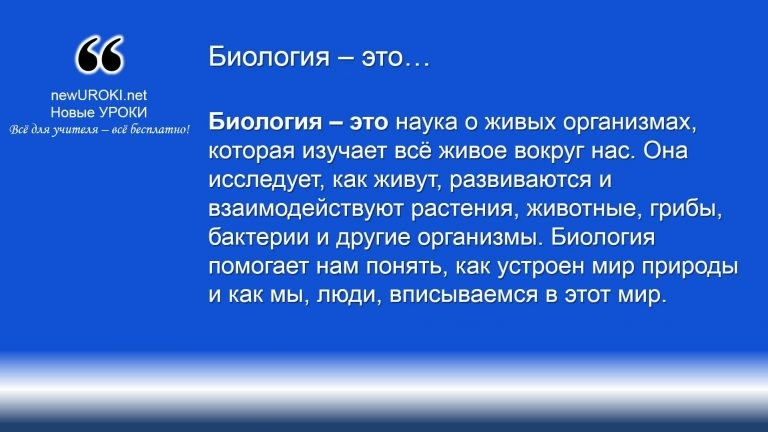 newUROKI.net
Новые УРОКИ
Всё для учителя – всё бесплатно!
Биология – это…
Биология – это наука о живых организмах,
которая изучает всё живое вокруг нас. Она
исследует, как живут, развиваются и
взаимодействуют растения, животные, грибы,
бактерии и другие организмы. Биология
помогает нам понять, как устроен мир природы
и как мы, люди, вписываемся в этот мир.